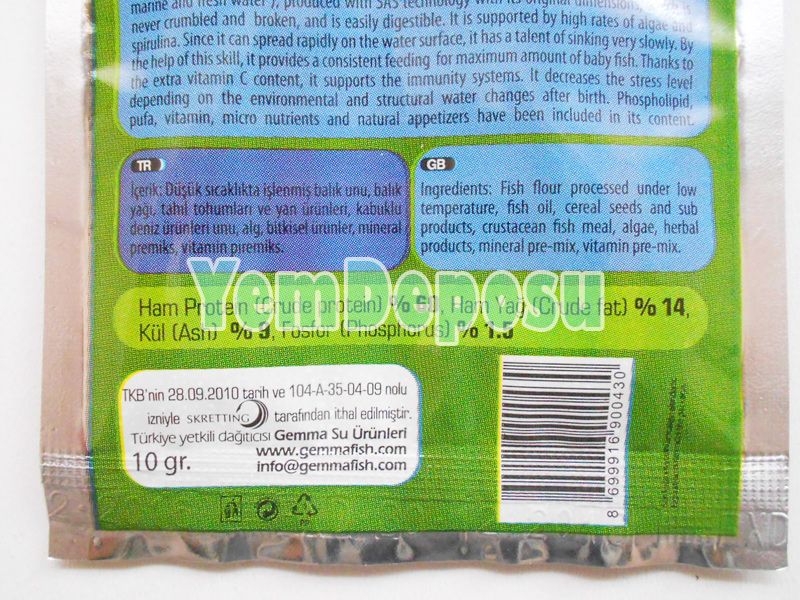 marine and fresh water ), produced with SAS technology with its original dimensions, is
never crumbled and broken, and is easily digestible. It is supported by high rates of algae and
spirulina. Since it can spread rapidly on the water surface, it has a talent of sinking very slowly. By
the help of this skill, it provides a consistent feeding for maximum amount of baby fish. Thanks to
the extra vitamin C content, it supports the immunity systems. It decreases the stress level
depending on the environmental and structural water changes after birth. Phospholipid,
pufa, vitamin, micro nutrients and natural appetizers have been included in its content.
TR
İçerik: Düşük sıcaklıkta işlenmiş balık unu, balık
yağı, tahıl tohumları ve yan ürünleri, kabuklu
deniz ürünleri unu, alg, bitkisel ürünler, mineral
premiks, vitamin piremiks.
GB
Ingredients: Fish flour processed under low
temperature, fish oil, cereal seeds and sub
products, crustacean fish meal, algae, herbal
products, mineral pre-mix, vitamin pre-mix.
YemDeposu
Ham Protein (Crude protein) % Ham Yağ (Crude fat) % 14,
Kül (Ash) % 9, Fosfor (Phosphorus) % 1.5
TKB'nin 28.09.2010 tarih ve 104-A-35-04-09 nolu
izniyle SKRETTING tarafından ithal edilmiştir.
Türkiye yetkili dağıtıcısı Gemma Su Ürünleri
www.gemmafish.com
10 gr. info@gemmafish.com
8 699916 900430